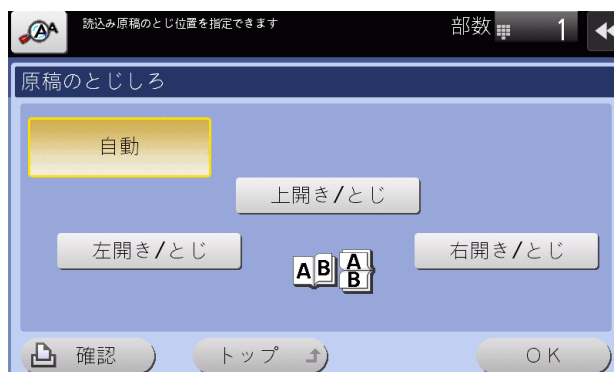 読込み原稿のとじ位置を指定できます
部数 1
原稿のとじしろ
自動
上開き/とじ
左開き/とじ
右開き/とじ
A B A
B
確認
トップ
OK